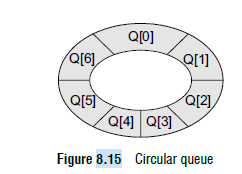 Q[0]
Q[6] Q[1]
Q[5] Q[2]
Q[4] Q[3]
Figure 8.15 Circular queue